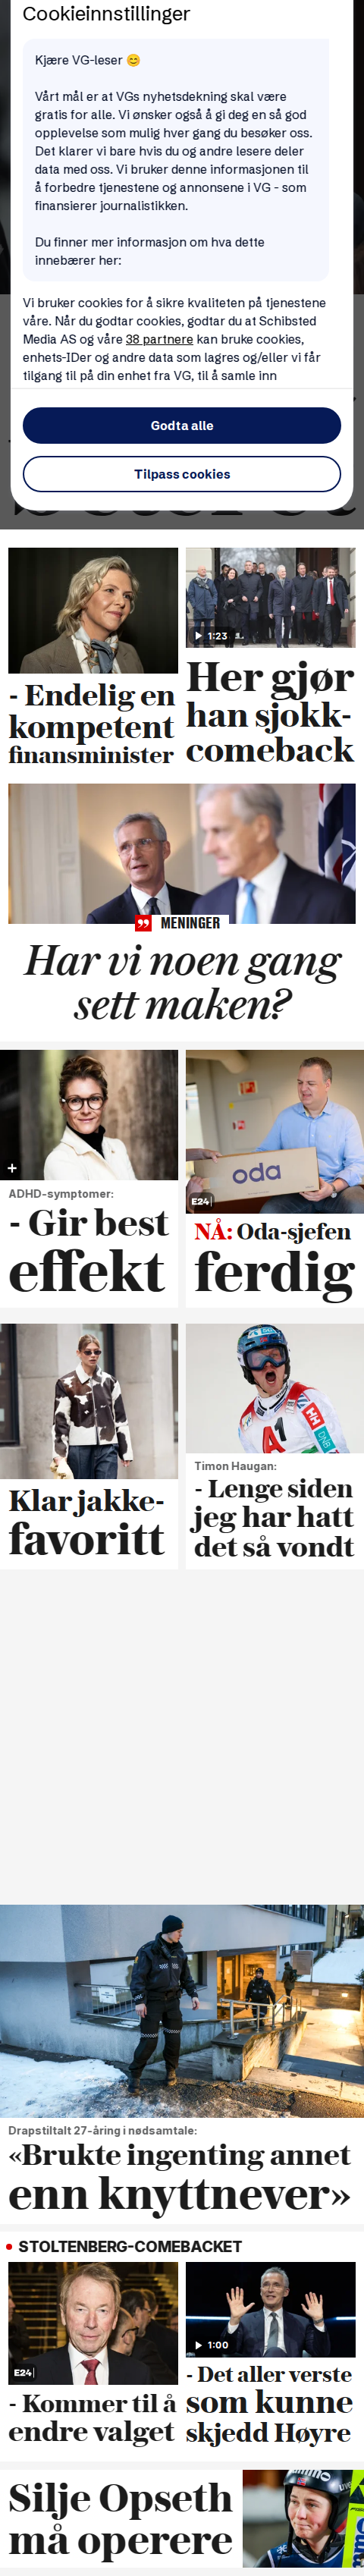 Cookieinnstillinger
Kjære VG-leser 😊
Vårt mål er at VGs nyhetsdekning skal være
gratis for alle. Vi ønsker også å gi deg en så god
opplevelse som mulig hver gang du besøker oss.
Det klarer vi bare hvis du og andre lesere deler
data med oss. Vi bruker denne informasjonen til
å forbedre tjenestene og annonsene i VG - som
finansierer journalistikken.
Du finner mer informasjon om hva dette
innebærer her:
Vi bruker cookies for å sikre kvaliteten på tjenestene
våre. Når du godtar cookies, godtar du at Schibsted
Media AS og våre 38 partnere kan bruke cookies,
enhets-IDer og andre data som lagres og/eller vi får
tilgang til på din enhet fra VG, til å samle inn
Godta alle
Tilpass cookies
- Endelig en
kompetent
finansminister
1:23
Her gjør
han sjokk-
comeback
MENINGER
Har vi noen gang
sett maken?
ADHD-symptomer:
- Gir best
effekt
oda
E24
NÅ: Oda-sjefen
ferdig
Klar jakke-
favoritt
Timon Haugan:
- Lenge siden
jeg har hatt
det så vondt
Drapstiltalt 27-åring i nødsamtale:
«Brukte ingenting annet
enn knyttnever»
STOLTENBERG-COMEBACKET
E24
- Kommer til å
endre valget
1:00
- Det aller verste
som kunne
skjedd Høyre
Silje Opseth
må operere